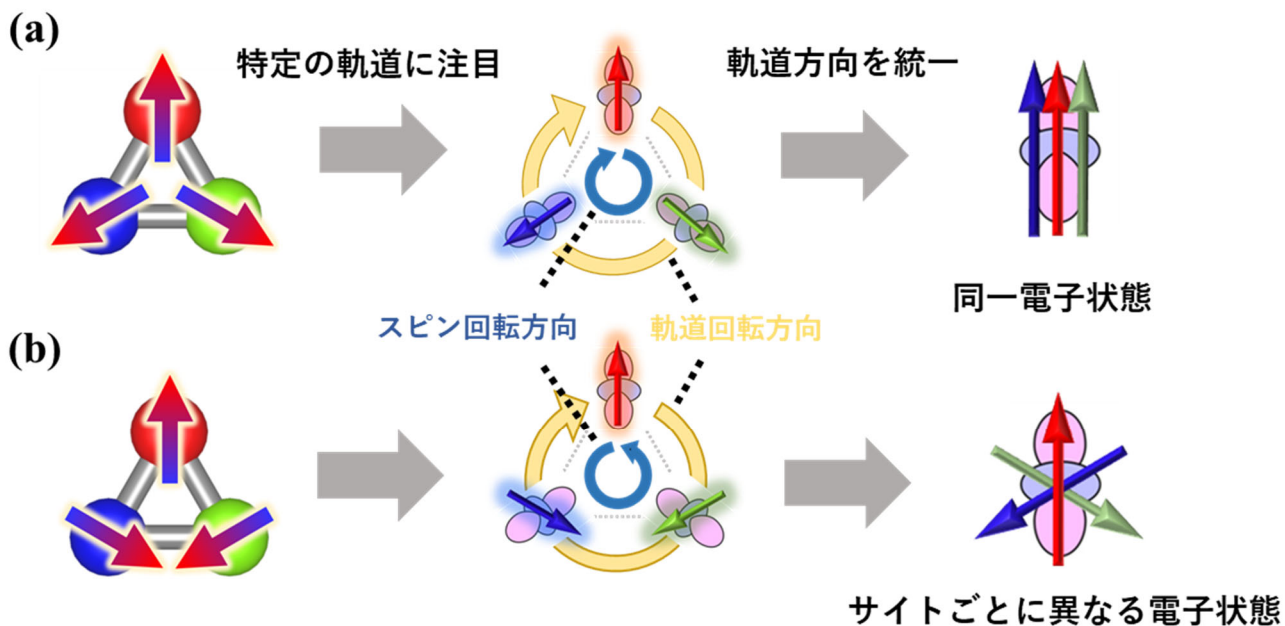 (a)
特定の軌道に注目
軌道方向を統一
同一電子状態
スピン回転方向
軌道回転方向
(b)
サイトごとに異なる電子状態